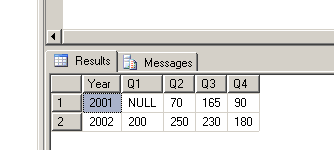 Results Messages
Year Q1 Q2 Q3 Q4
1 2001 NULL 70 165 90
2 2002 200 250 230 180